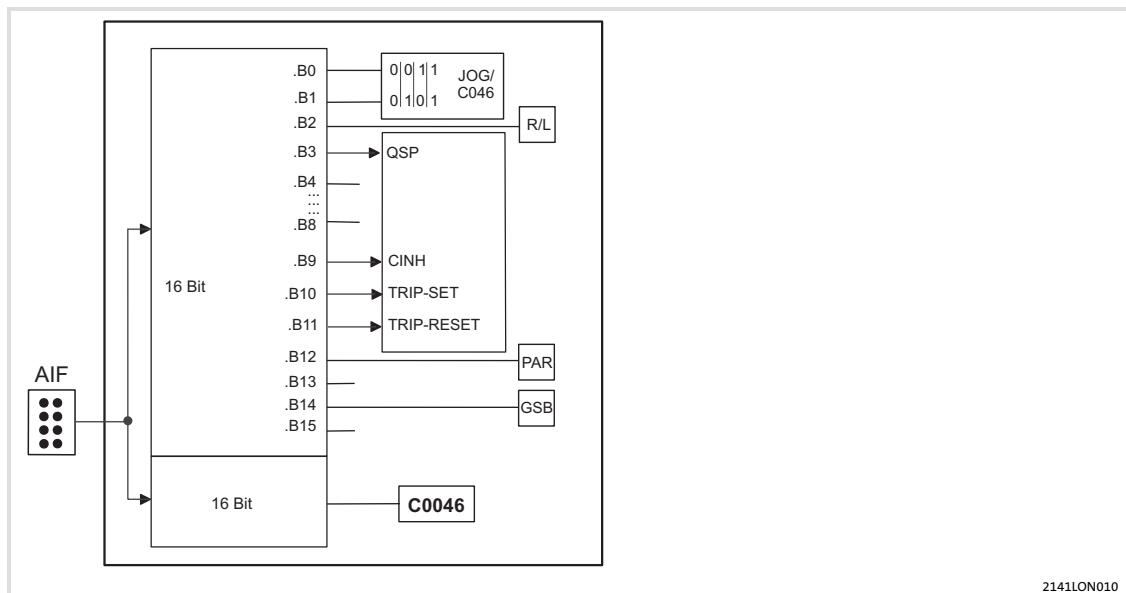 .B0
0 0 1 1
JOG/
C046
.B1
0 1 0 1
.B2
R/L
.B3
QSP
.B4
...
...
...
.B8
.B9
CINH
16 Bit
.B10
TRIP-SET
.B11
TRIP-RESET
.B12
PAR
AIF
.B13
.B14
GSB
.B15
16 Bit
C0046
2141LON010